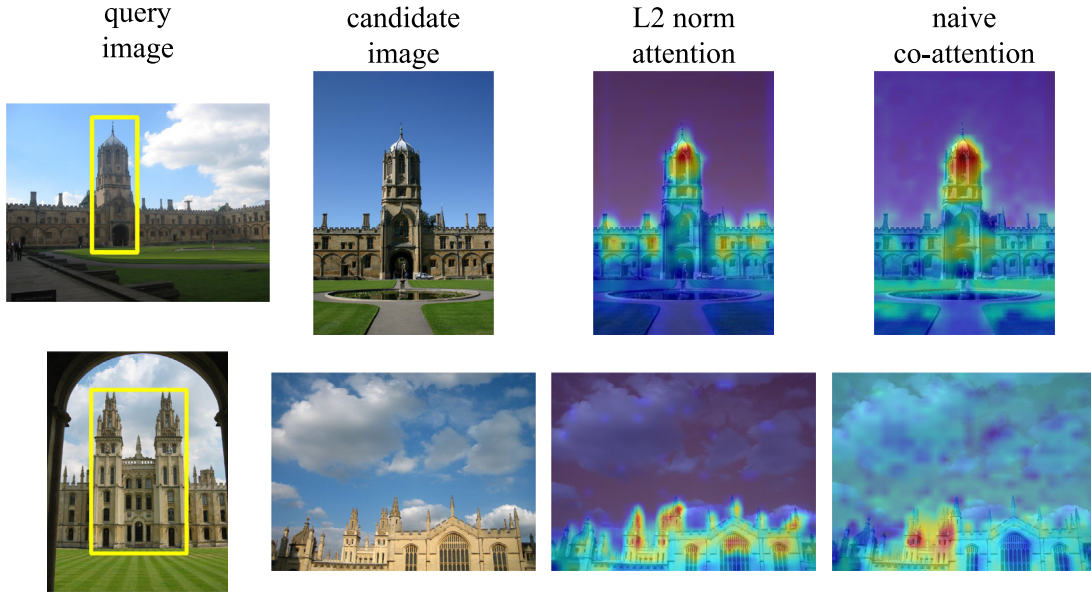 query
image
candidate
image
L2 norm
attention
naive
co-attention